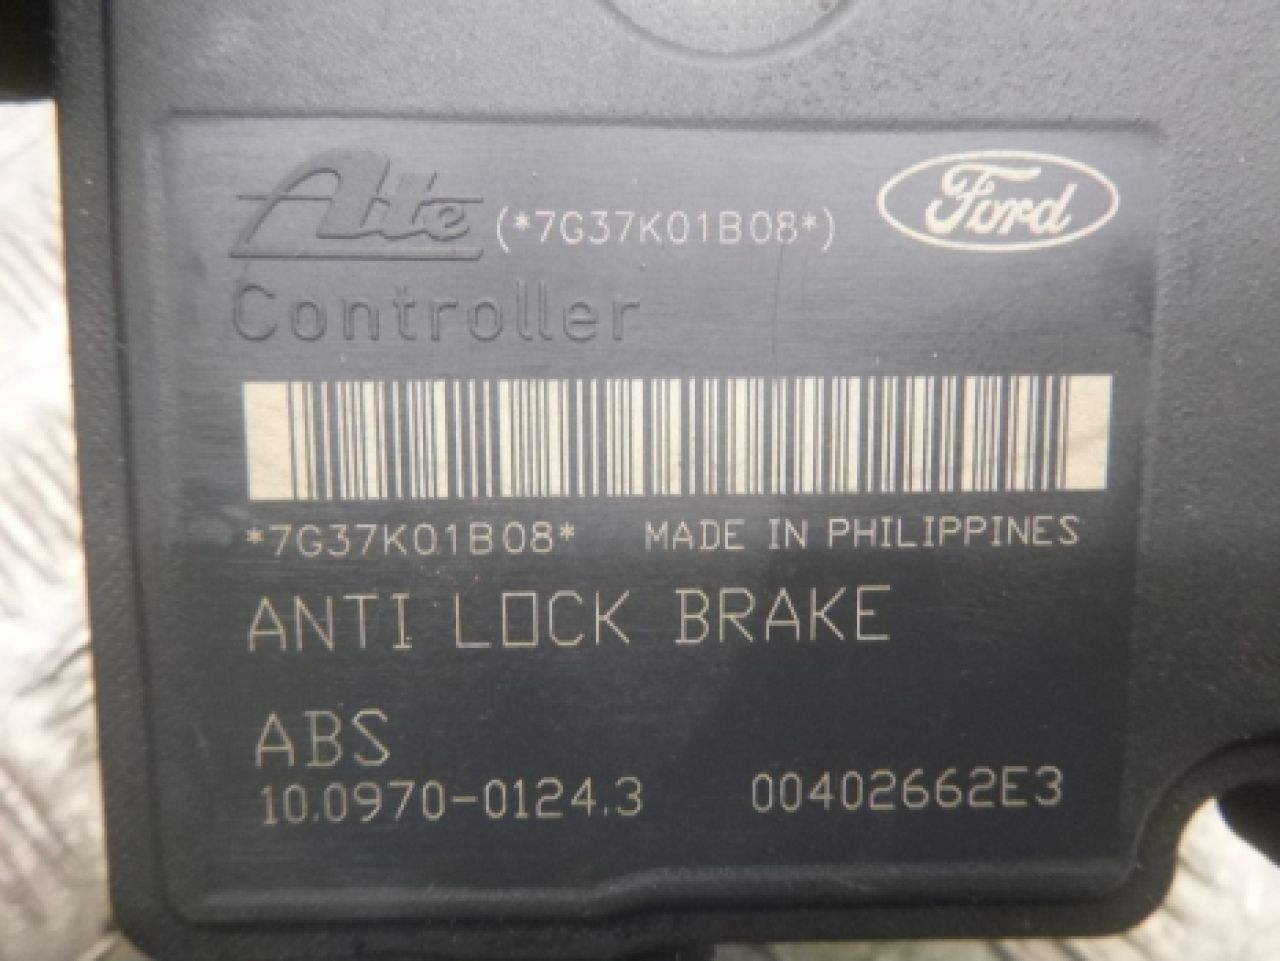 Ate (*7G37K01B08*) Ford
Controller
*7G37K01B08* MADE IN PHILIPPINES
ANTI LOCK BRAKE
ABS
10.0970-0124.3 00402662E3